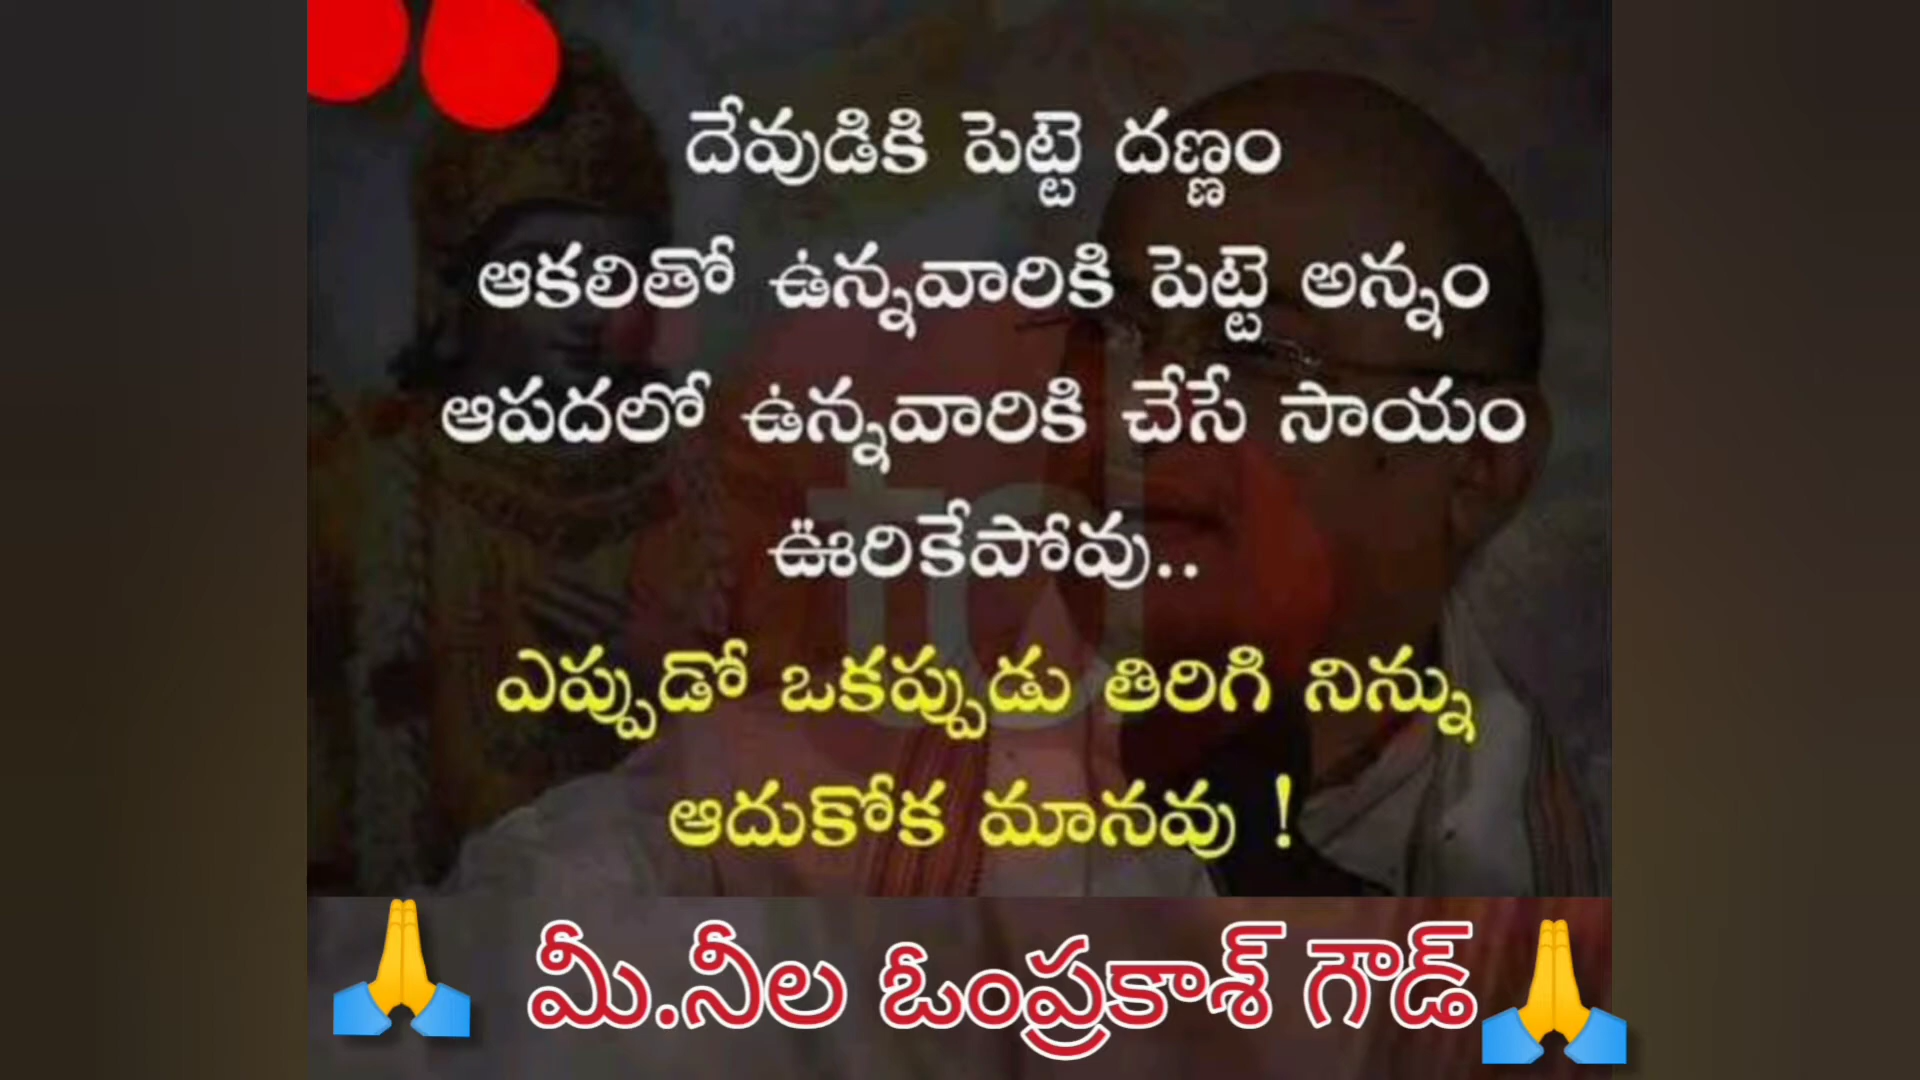 దేవుడికి పెట్టె దణ్ణం
ఆకలితో ఉన్నవారికి పెట్టె అన్నం
ఆపదలో ఉన్నవారికి చేసే సాయం
ఊరికేపోవు..
ఎప్పుడో ఒకప్పుడు తిరిగి నిన్ను
ఆదుకోక మానవు !
మీ.నీల ఓంప్రకాశ్ గౌడ్